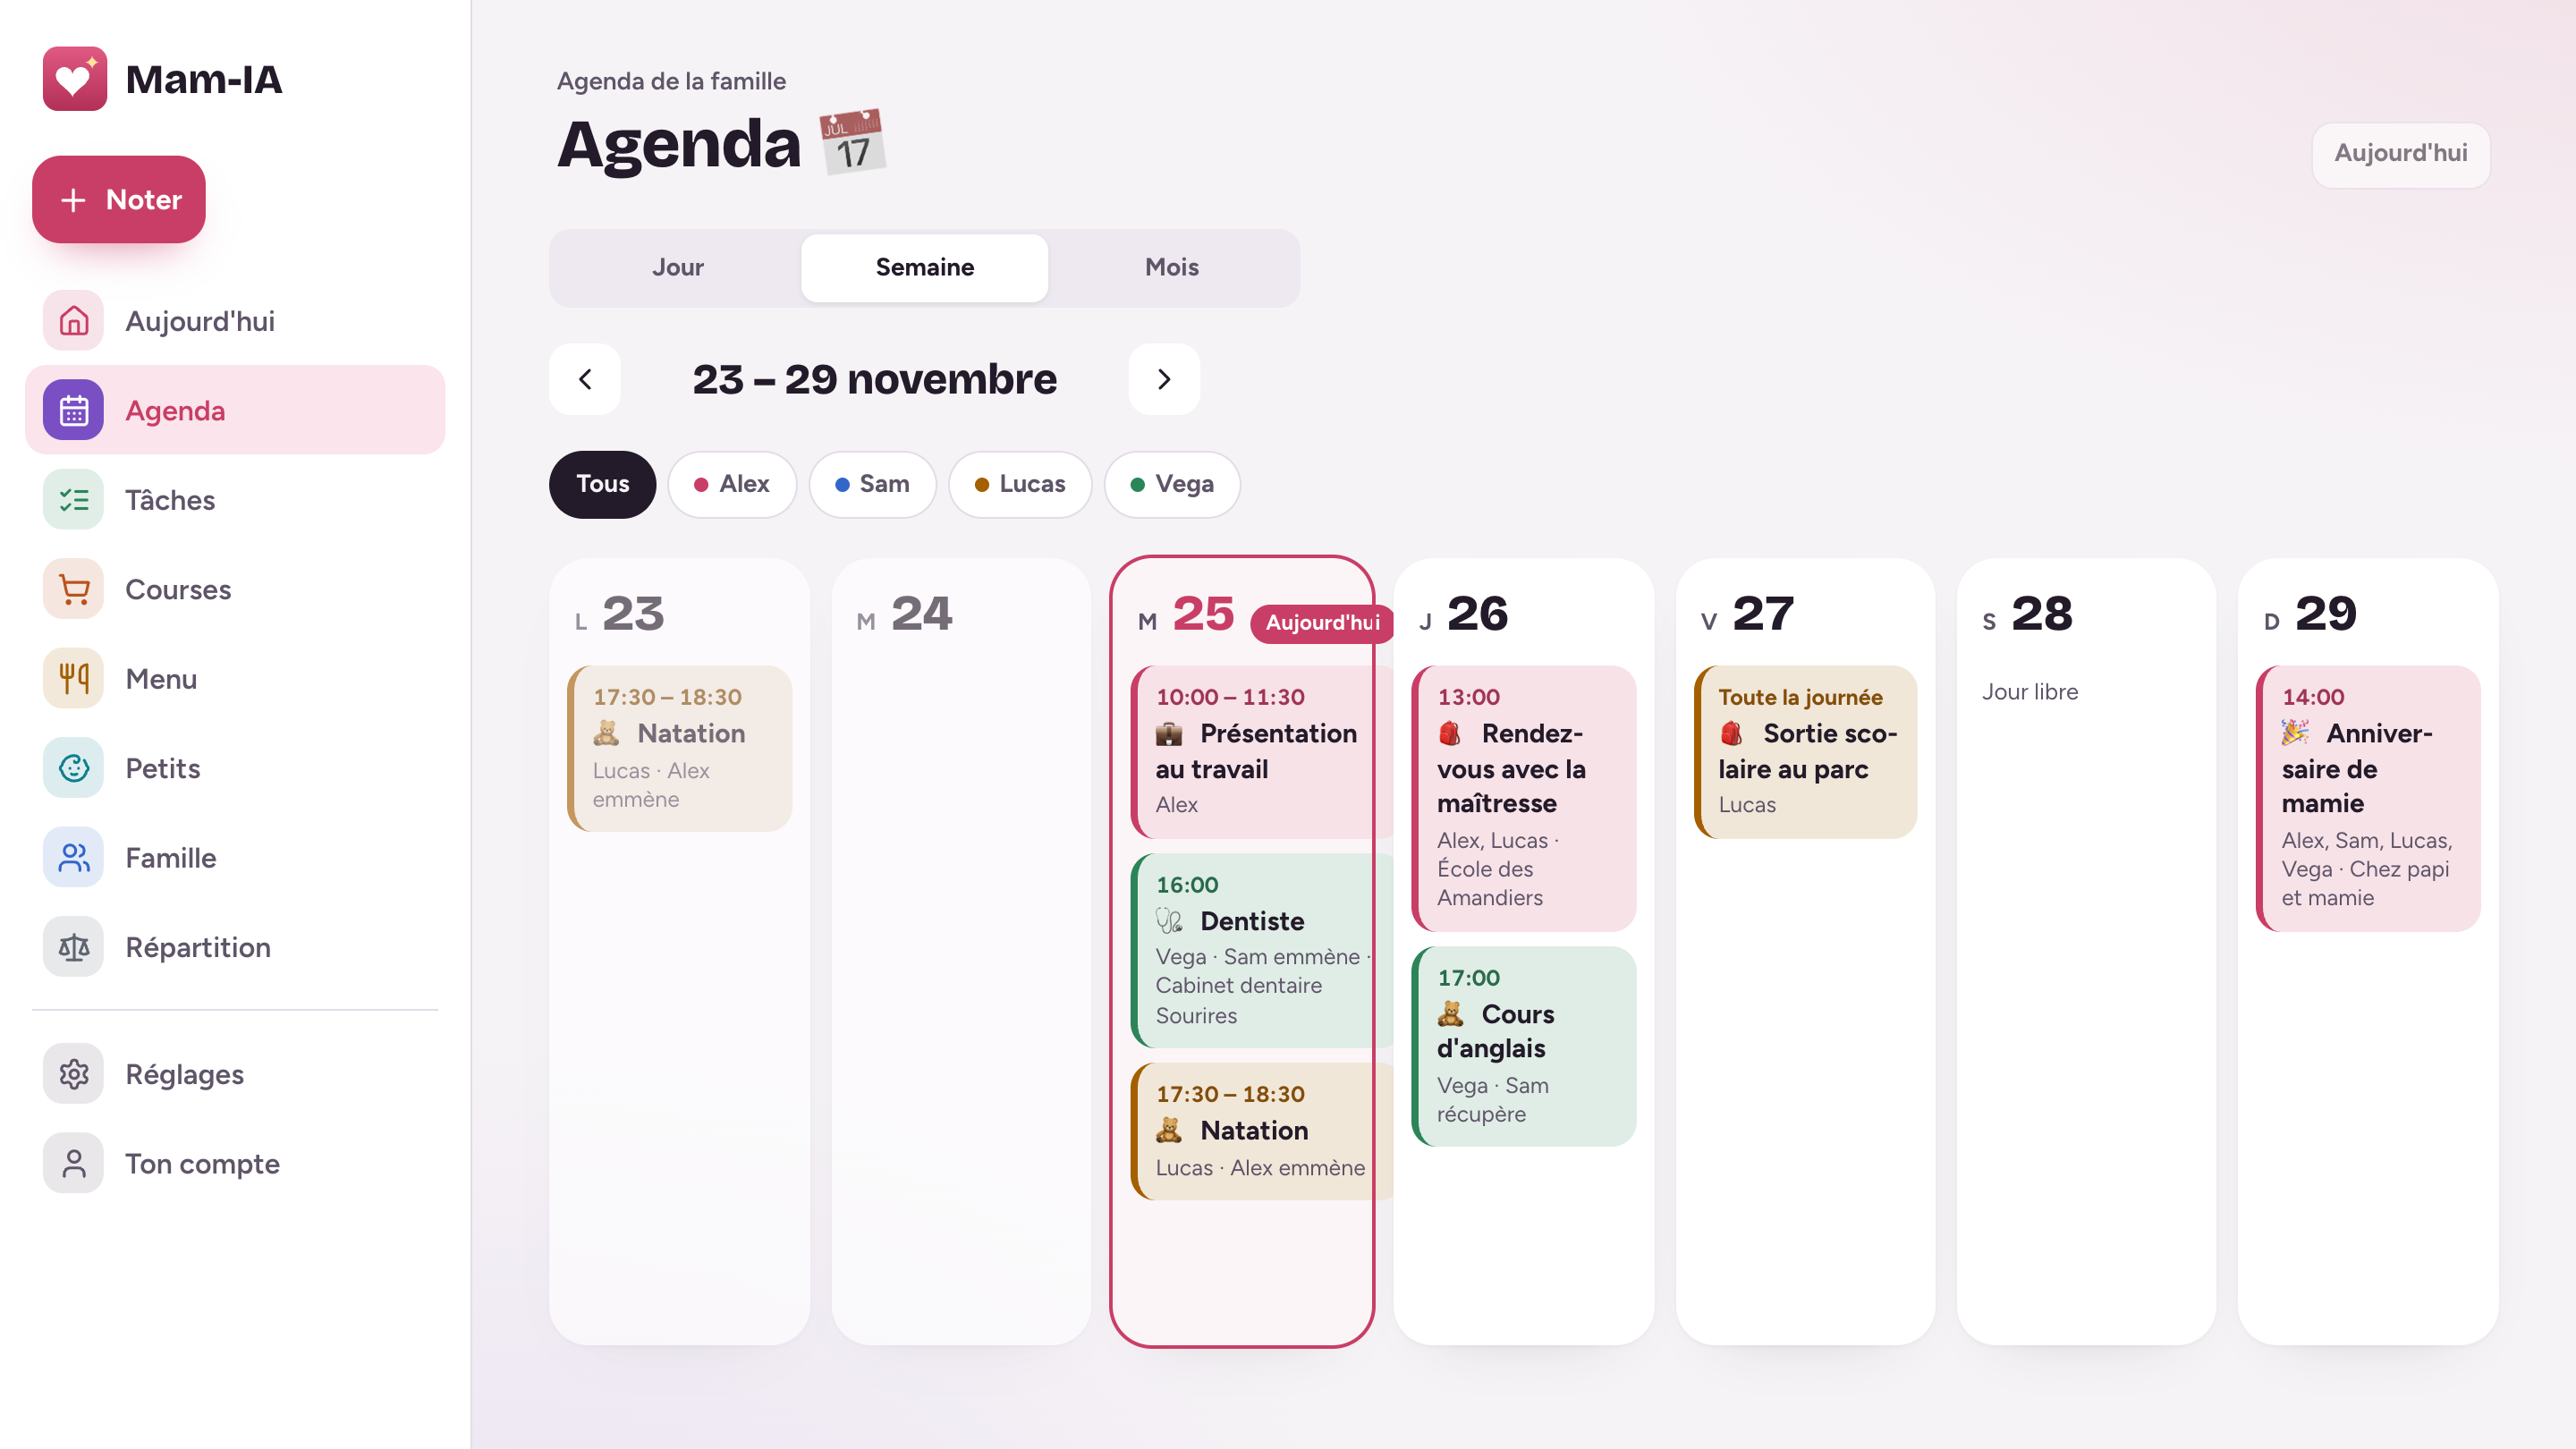 Mam-IA
Noter
Aujourd'hui
Agenda
Tâches
Courses
Menu
Petits
Famille
Répartition
Réglages
Ton compte
Agenda de la famille
Agenda
JUL
17
Aujourd'hui
Jour
Semaine
Mois
23 – 29 novembre
Tous
Alex
Sam
Lucas
Vega
L 23
17:30 – 18:30
Natation
Lucas · Alex
emmène
M 24
M 25 Aujourd'hui
10:00 – 11:30
Présentation
au travail
Alex
16:00
Dentiste
Vega · Sam emmène ·
Cabinet dentaire
Sourires
17:30 – 18:30
Natation
Lucas · Alex emmène
J 26
13:00
Rendez-
vous avec la
maîtresse
Alex, Lucas ·
École des
Amandiers
17:00
Cours
d'anglais
Vega · Sam
récupère
V 27
Toute la journée
Sortie sco-
laire au parc
Lucas
S 28
Jour libre
D 29
14:00
Anniver-
saire de
mamie
Alex, Sam, Lucas,
Vega · Chez papi
et mamie